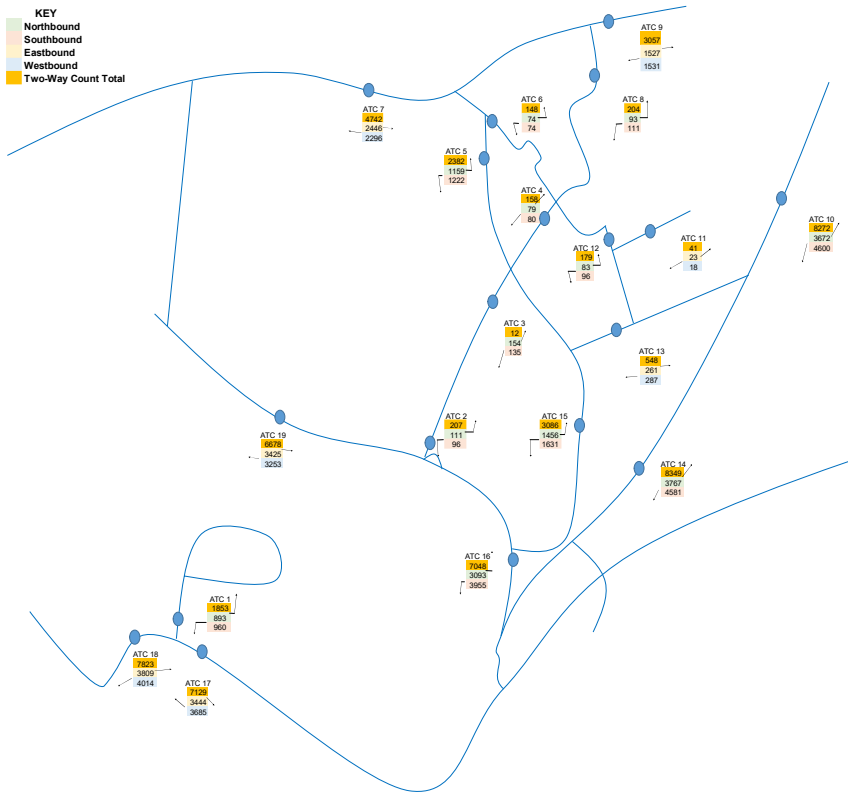 KEY
Northbound
Southbound
Eastbound
Westbound
Two-Way Count Total
ATC 9
3057
1527
1531
ATC 7
4742
2446
2296
ATC 6
148
74
74
ATC 8
204
93
111
ATC 5
2382
1159
1222
ATC 4
158
79
80
ATC 10
8272
3672
4600
ATC 11
41
23
18
ATC 12
179
83
96
ATC 3
12
154
135
ATC 13
548
261
287
ATC 2
207
111
96
ATC 15
3086
1456
1631
ATC 19
6678
3425
3253
ATC 14
8349
3767
4581
ATC 16
7048
3093
3955
ATC 1
1853
893
960
ATC 18
7823
3809
4014
ATC 17
7129
3444
3685